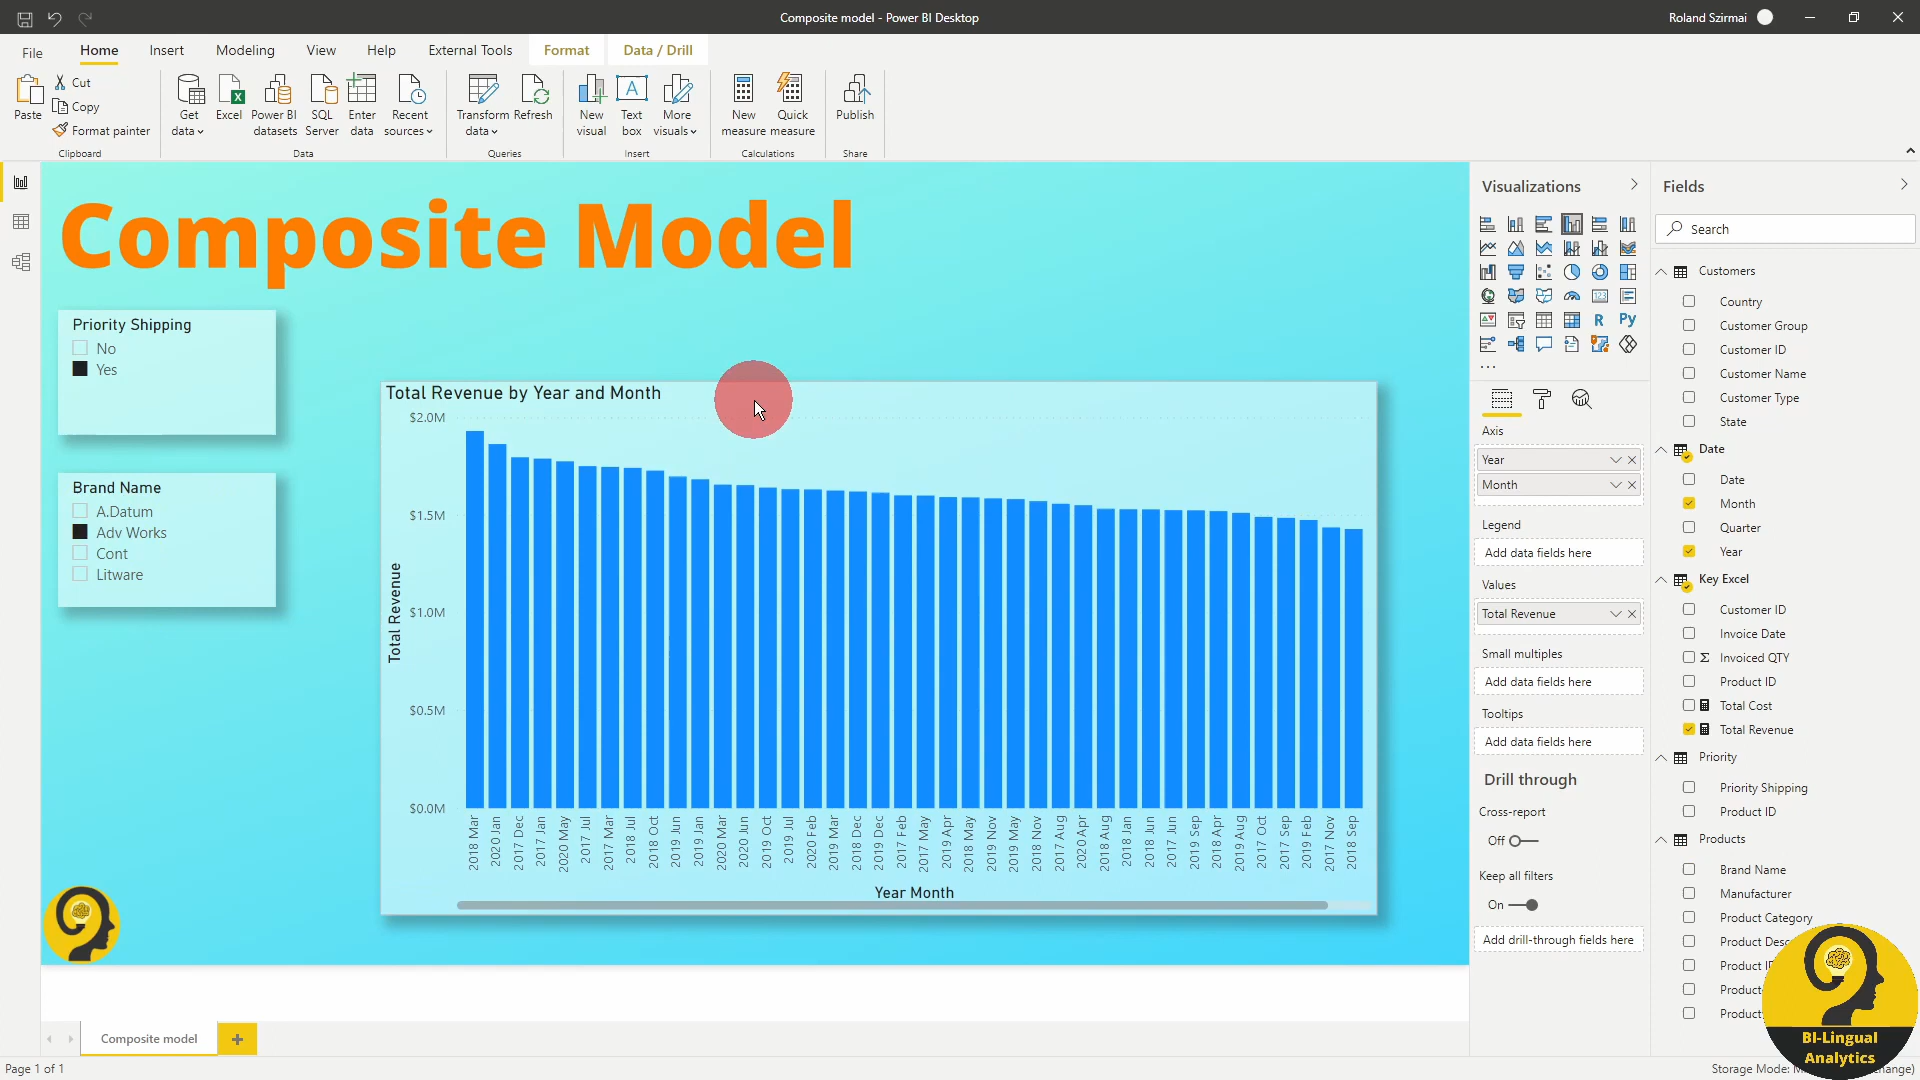 Composite model - Power BI Desktop
Roland Szirmai
File
Home
Insert
Modeling
View
Help
External Tools
Format
Data / Drill
Paste
Cut
Copy
Format painter
Clipboard
Get data
Excel
Power BI datasets
SQL Server
Enter data
Recent sources
Data
Transform data
Refresh
Queries
New visual
Text box
More visuals
Insert
New measure
Quick measure
Calculations
Publish
Share
Composite Model
Priority Shipping
No
Yes
Brand Name
A.Datum
Adv Works
Cont
Litware
Total Revenue by Year and Month
$2.0M
$1.5M
$1.0M
$0.5M
$0.0M
Total Revenue
2018 Mar
2020 Jan
2017 Dec
2017 Jan
2020 May
2017 Jul
2017 Mar
2018 Jul
2018 Oct
2019 Jun
2019 Jan
2020 Mar
2020 Jun
2019 Oct
2019 Jul
2020 Feb
2019 Mar
2018 Dec
2019 Dec
2017 Feb
2017 May
2019 Apr
2018 May
2019 Nov
2019 May
2018 Nov
2017 Aug
2020 Apr
2018 Aug
2018 Jan
2018 Jun
2017 Jun
2019 Sep
2018 Apr
2019 Aug
2017 Oct
2017 Sep
2019 Feb
2017 Nov
2018 Sep
Year Month
Visualizations
R
Py
123
...
Axis
Year
Month
Legend
Add data fields here
Values
Total Revenue
Small multiples
Add data fields here
Tooltips
Add data fields here
Drill through
Cross-report
Off
Keep all filters
On
Add drill-through fields here
Fields
Search
Customers
Country
Customer Group
Customer ID
Customer Name
Customer Type
State
Date
Date
Month
Quarter
Year
Key Excel
Customer ID
Invoice Date
Σ Invoiced QTY
Product ID
Total Cost
Total Revenue
Priority
Priority Shipping
Product ID
Products
Brand Name
Manufacturer
Product Category
Product
Product
Product
Product
BI-Lingual
Analytics
Composite model
+
Page 1 of 1
Storage Mode: